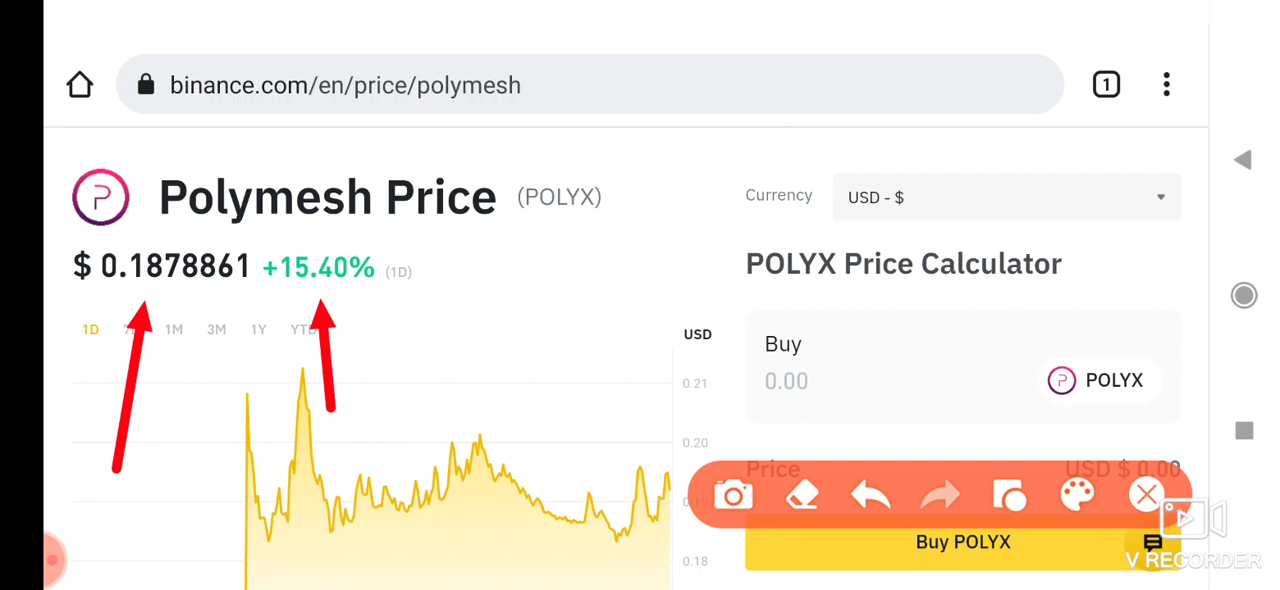 binance.com/en/price/polymesh
1
Polymesh Price (POLYX)
$ 0.1878861 +15.40% (1D)
1D 1M 3M 1Y YTD
USD
0.21
0.20
0.18
Currency
USD - $
POLYX Price Calculator
Buy
0.00
POLYX
Price
USD $ 0.00
Buy POLYX
V RECORDER